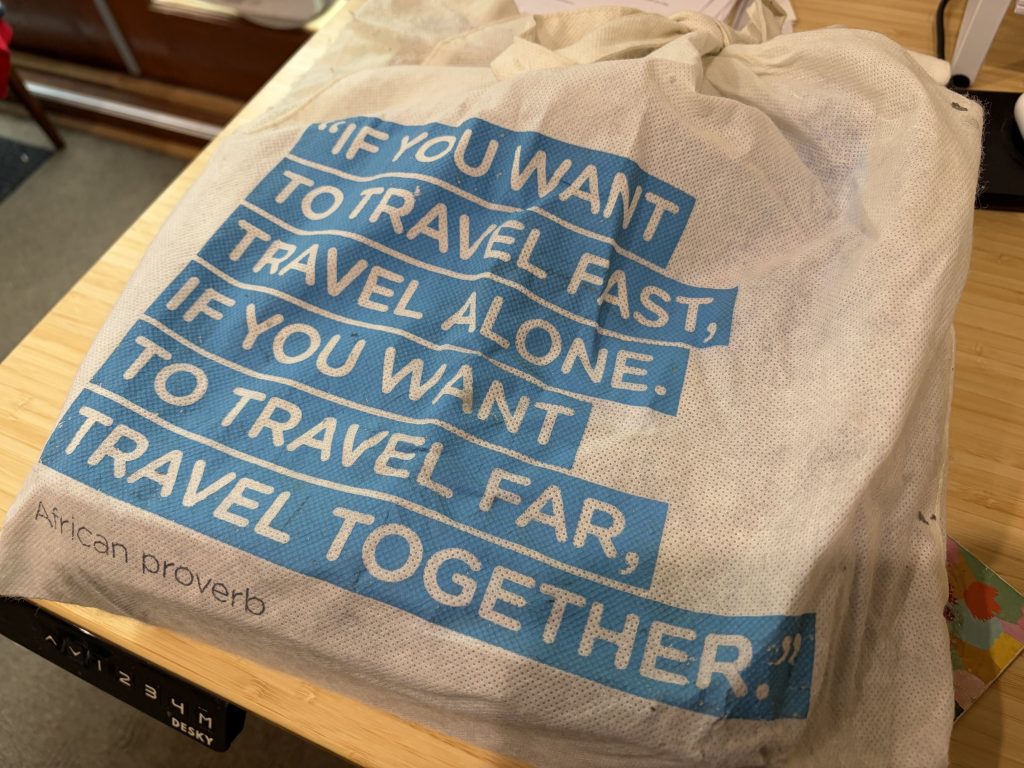 “IF YOU WANT
TO TRAVEL FAST,
TRAVEL ALONE.
IF YOU WANT
TO TRAVEL FAR,
TRAVEL TOGETHER.”
African proverb
1 2 3 4 M
DESKY